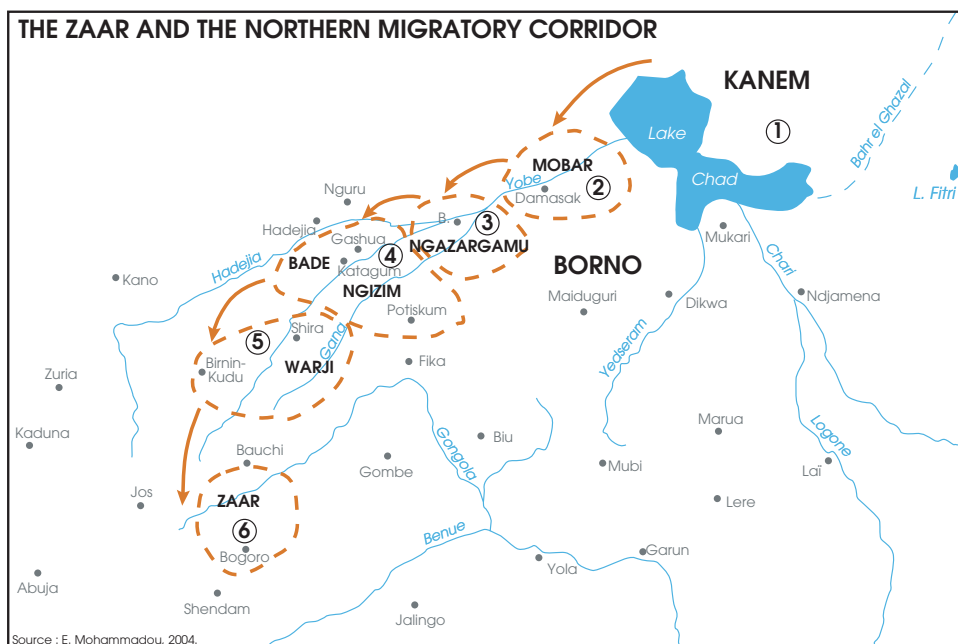 THE ZAAR AND THE NORTHERN MIGRATORY CORRIDOR
KANEM
1
Bahr el Ghazal
Lake
Chad
L. Fitri
MOBAR
2
Damasak
Yobe
Nguru
3
B.
NGAZARGAMU
Hadejia
Gashua
4
BADE
Katagum
NGIZIM
Hadejia
Mukari
Chari
BORNO
Kano
Maiduguri
Dikwa
Ndjamena
Potiskum
Shira
Gana
5
Yedseram
Birnin-
Kudu
WARJI
Fika
Zuria
Marua
Kaduna
Bauchi
Gongola
Biu
Logone
Gombe
Mubi
Laï
Jos
ZAAR
Lere
6
Bogoro
Benue
Garun
Yola
Abuja
Shendam
Jalingo
Source : E. Mohammadou, 2004.